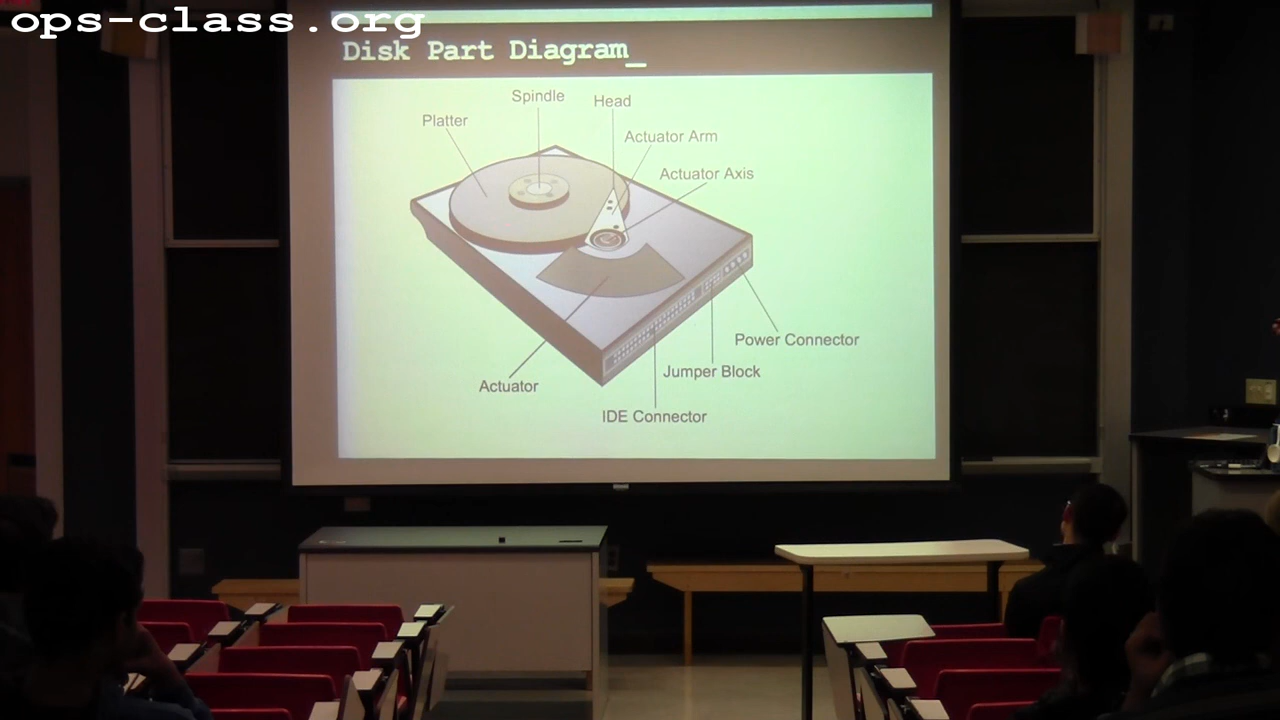 ops-class.org
Disk Part Diagram_
Spindle
Head
Platter
Actuator Arm
Actuator Axis
Power Connector
Jumper Block
Actuator
IDE Connector